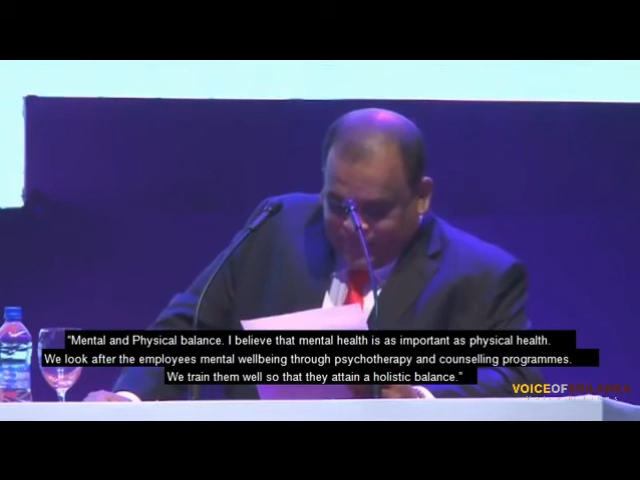 "Mental and Physical balance. I believe that mental health is as important as physical health.
We look after the employees mental wellbeing through psychotherapy and counselling programmes.
We train them well so that they attain a holistic balance."
VOICEOFSRILANKA